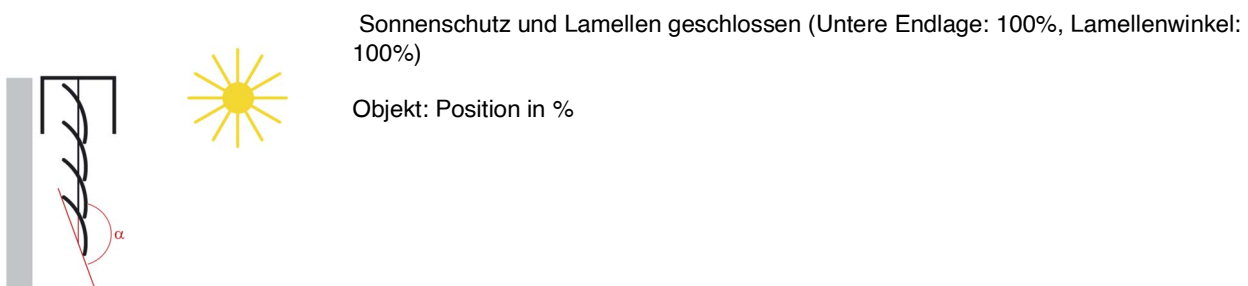 Sonnenschutz und Lamellen geschlossen (Untere Endlage: 100%, Lamellenwinkel:
100%)
Objekt: Position in %
α